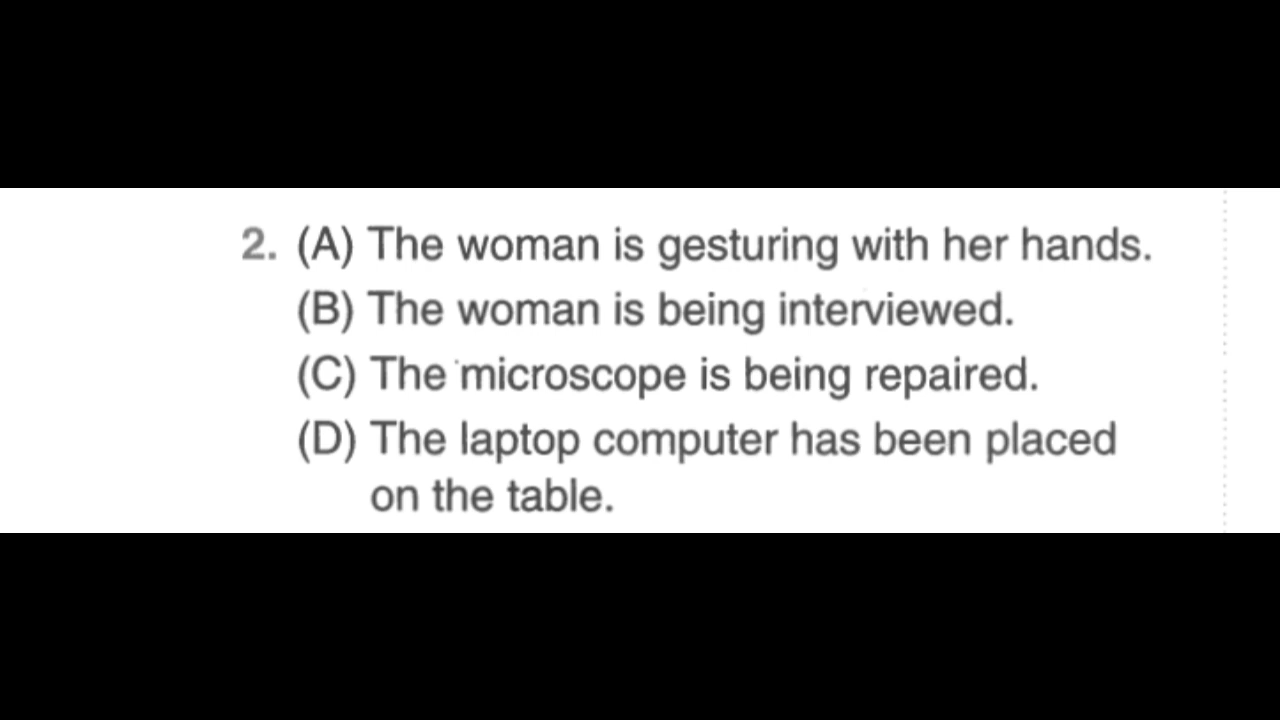 2. (A) The woman is gesturing with her hands.
(B) The woman is being interviewed.
(C) The microscope is being repaired.
(D) The laptop computer has been placed
on the table.